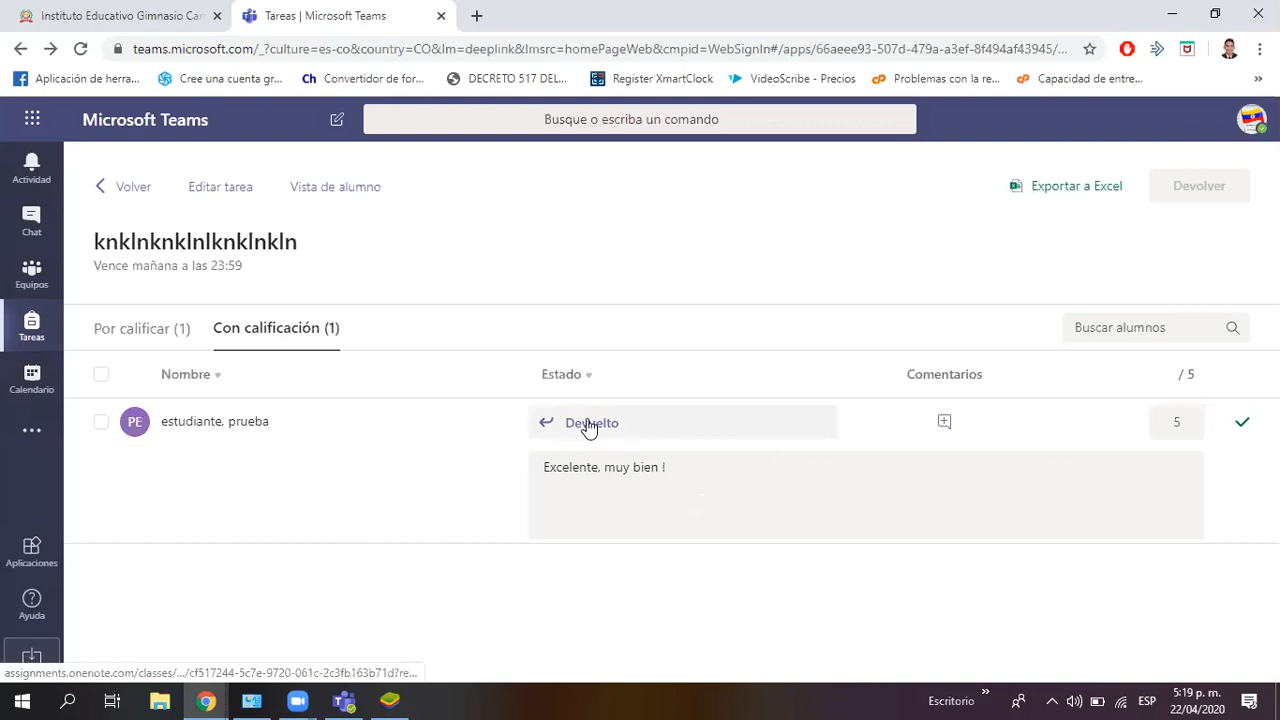 Instituto Educativo Gimnasio Car
Tareas | Microsoft Teams
teams.microsoft.com/_?culture=es-co&country=CO&lm=deeplink&lmsrc=homePageWeb&cmpid=WebSignIn#/apps/66aeee93-507d-479a-a3ef-8f494af43945/...
Aplicación de herra...
Cree una cuenta gr...
Ch Convertidor de for...
DECRETO 517 DEL...
Register XmartClock
VideoScribe - Precios
cp Problemas con la re...
cp Capacidad de entre...
»
Microsoft Teams
Busque o escriba un comando
Actividad
Chat
Equipos
Tareas
Calendario
Aplicaciones
Ayuda
Volver
Editar tarea
Vista de alumno
Exportar a Excel
Devolver
knklnknklnlknklnkln
Vence mañana a las 23:59
Por calificar (1)
Con calificación (1)
Buscar alumnos
Nombre
Estado
Comentarios
/ 5
PE
estudiante, prueba
Devuelto
5
Excelente, muy bien !
assignments.onenote.com/classes/.../cf517244-5c7e-9720-061c-2c3fb163b71d?re...
Escritorio
»
ESP
5:19 p. m.
22/04/2020